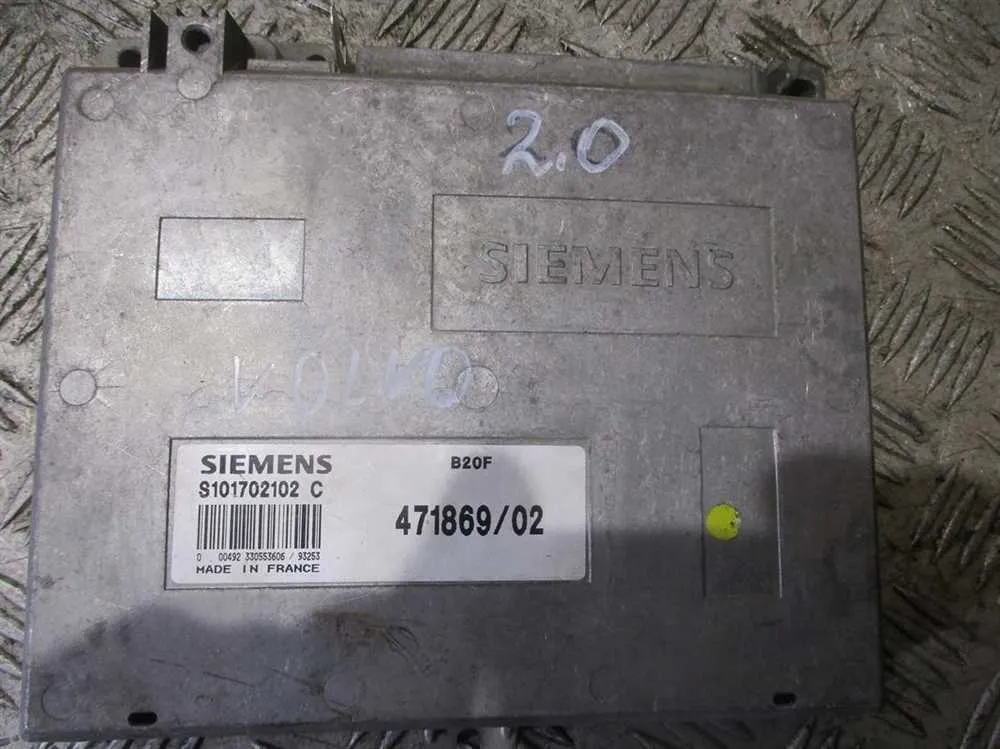 2.0
SIEMENS
SIEMENS
B20F
S101702102 C
471869/02
0 00492 330553606 / 93253
MADE IN FRANCE